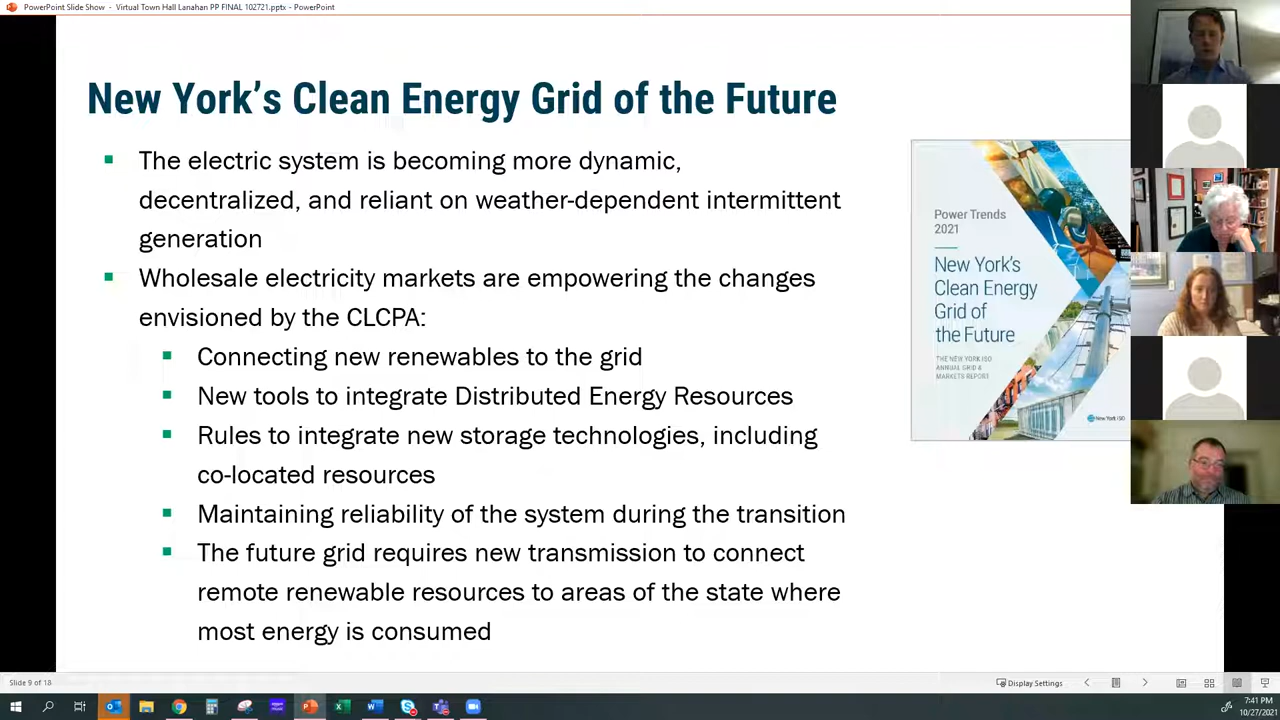 PowerPoint Slide Show - Virtual Town Hall Lanahan PP FINAL 102721.pptx - PowerPoint
New York's Clean Energy Grid of the Future
The electric system is becoming more dynamic,
decentralized, and reliant on weather-dependent intermittent
generation
Wholesale electricity markets are empowering the changes
envisioned by the CLCPA:
Connecting new renewables to the grid
New tools to integrate Distributed Energy Resources
Rules to integrate new storage technologies, including
co-located resources
Maintaining reliability of the system during the transition
The future grid requires new transmission to connect
remote renewable resources to areas of the state where
most energy is consumed
Power Trends
2021
New York's
Clean Energy
Grid of
the Future
THE NEW YORK ISO
ANNUAL GRID &
MARKETS REPORT
New York ISO
Slide 9 of 18
Display Settings
7:41 PM
10/27/2021